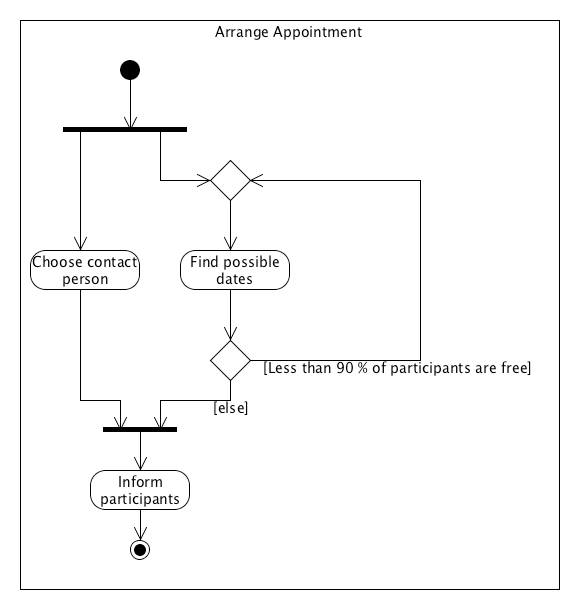 Arrange Appointment
Choose contact
person
Find possible
dates
[Less than 90 % of participants are free]
[else]
Inform
participants